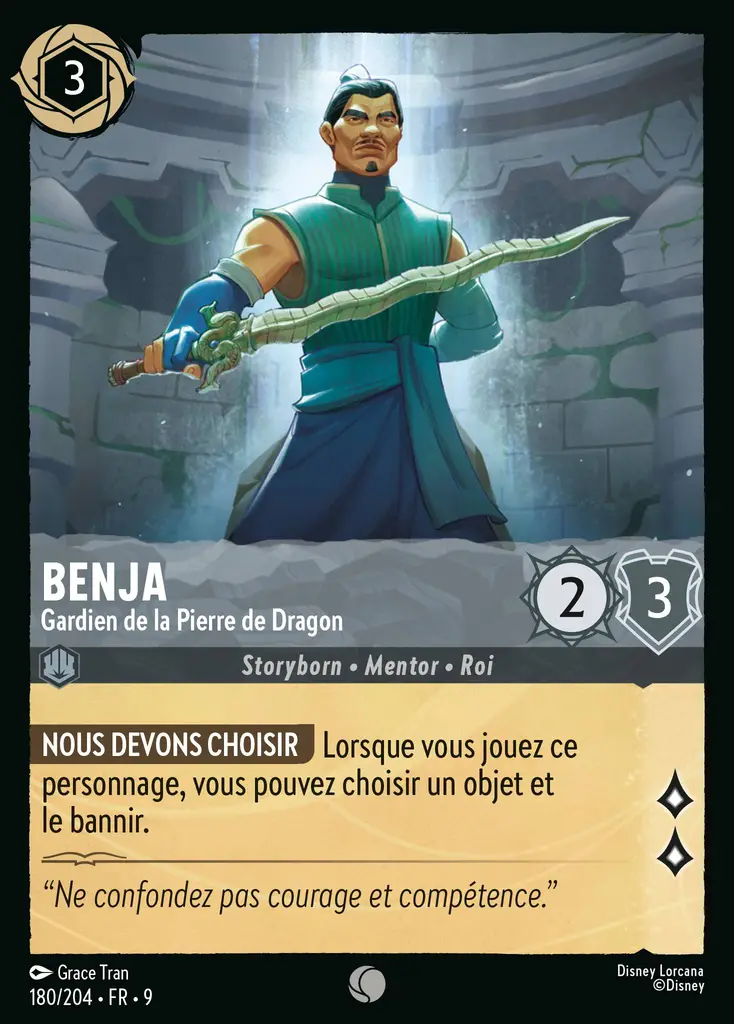 3
BENJA
Gardien de la Pierre de Dragon
2
3
Storyborn • Mentor • Roi
NOUS DEVONS CHOISIR Lorsque vous jouez ce
personnage, vous pouvez choisir un objet et
le bannir.
“Ne confondez pas courage et compétence.”
Grace Tran
180/204 • FR • 9
Disney Lorcana
©Disney